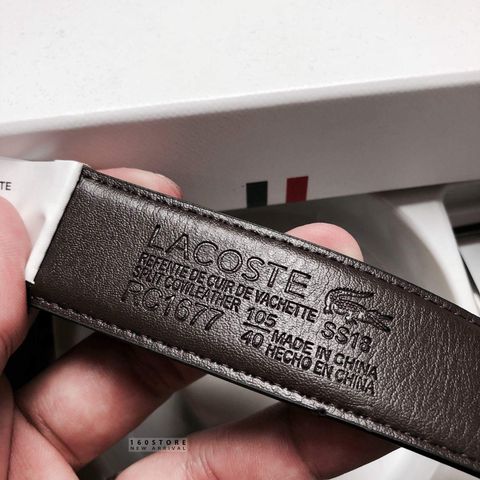 TE
LACOSTE
REFENTE DE CUIR DE VACHETTE
SPLIT COW LEATHER
SS18
RC1677
105
40
MADE IN CHINA
HECHO EN CHINA
160STORE
NEW ARRIVAL